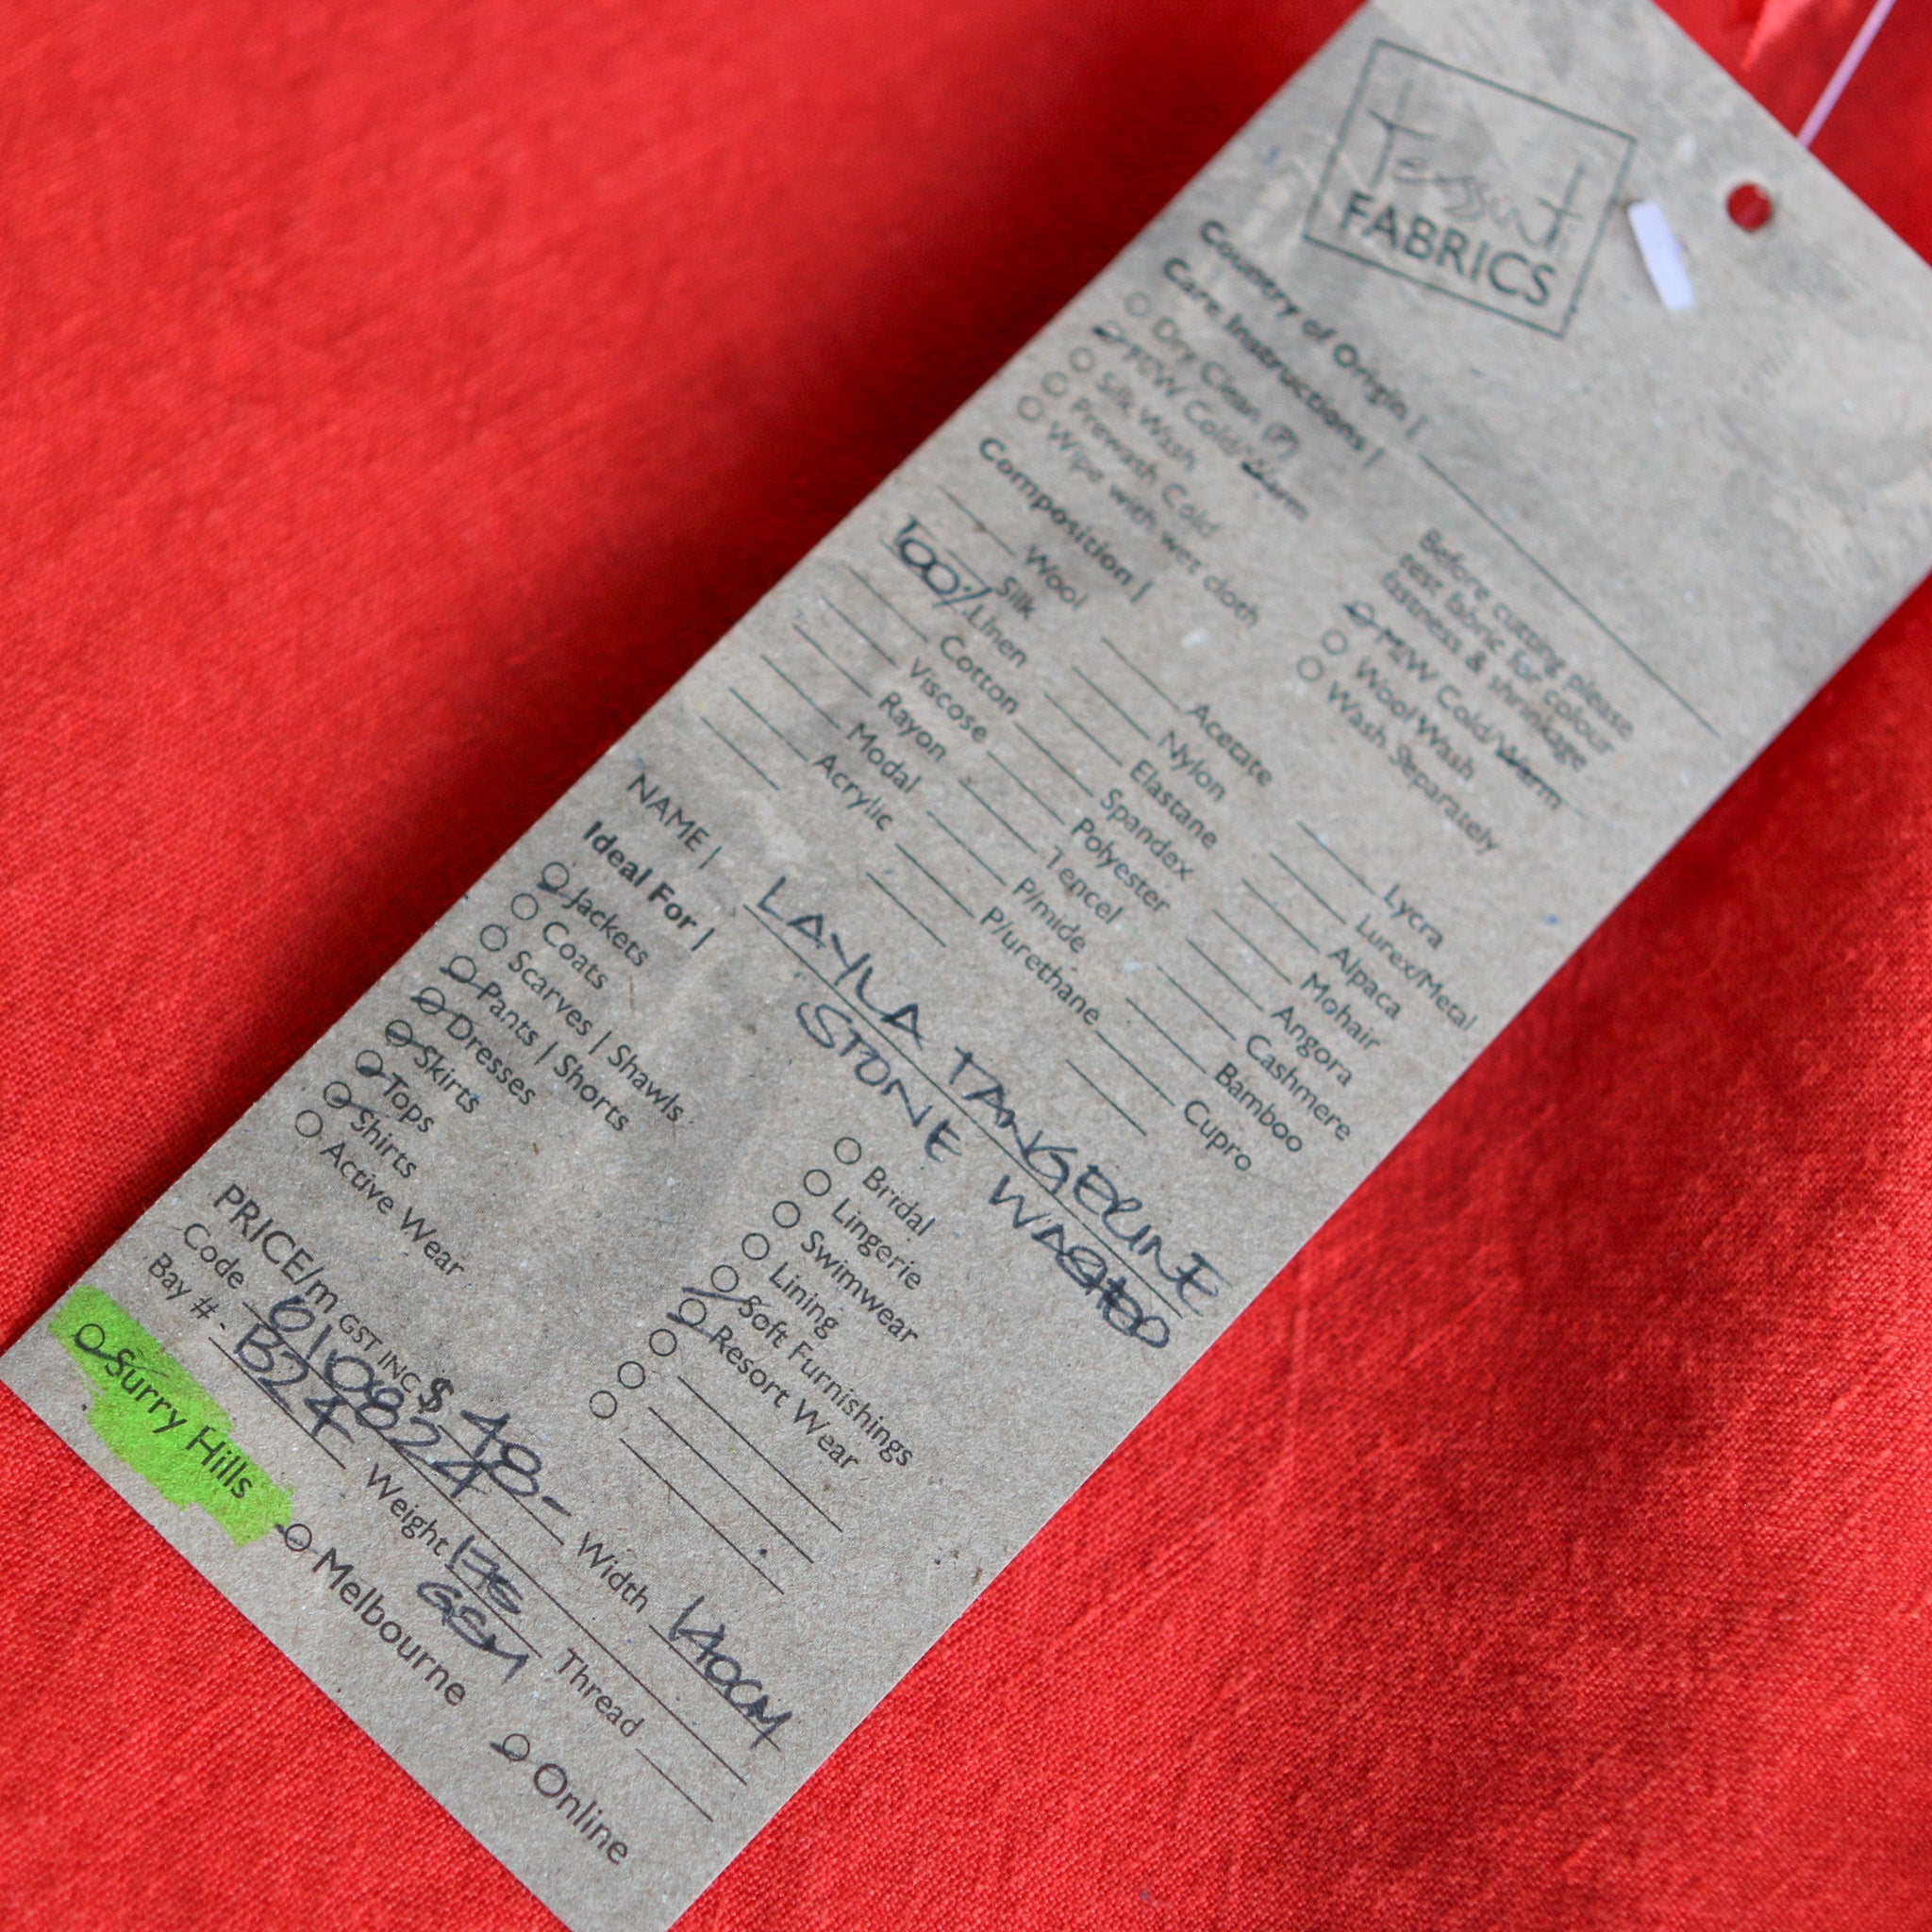 Tessuti
FABRICS
Country of Origin |
Care Instructions |
Dry Clean (P)
M/W Cold/Warm
Silk Wash
Prewash Cold
Wipe with wet cloth
Before cutting please
test fabric for colour
fastness & shrinkage
H/W Cold/Warm
Wool Wash
Wash Separately
Composition |
Wool
Silk
100% Linen
Cotton
Viscose
Rayon
Modal
Acrylic
Acetate
Nylon
Elastane
Spandex
Polyester
Tencel
P/mide
P/urethane
Lycra
Lurex/Metal
Alpaca
Mohair
Angora
Cashmere
Bamboo
Cupro
NAME | LAYLA TANGERINE
STONE WASHED
Ideal For |
Jackets
Coats
Scarves | Shawls
Pants | Shorts
Dresses
Skirts
Tops
Shirts
Active Wear
Bridal
Lingerie
Swimwear
Lining
Soft Furnishings
Resort Wear
PRICE/m GST INC $ 48- Width 140CM
Code 610824
Bay # - B24 Weight GSM Thread
Surry Hills Melbourne Online